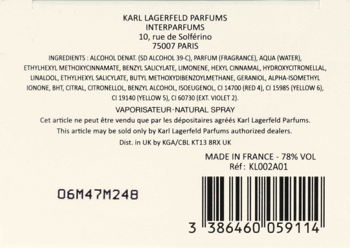 KARL LAGERFELD PARFUMS
INTERPARFUMS
10, rue de Solférino
75007 PARIS
INGREDIENTS : ALCOHOL DENAT. (SD ALCOHOL 39-C), PARFUM (FRAGRANCE), AQUA (WATER),
ETHYLHEXYL METHOXYCINNAMATE, BENZYL SALICYLATE, LIMONENE, HEXYL CINNAMAL, HYDROXYCITRONELLAL,
LINALOOL, ETHYLHEXYL SALICYLATE, BUTYL METHOXYDIBENZOYLMETHANE, GERANIOL, ALPHA-ISOMETHYL
IONONE, BHT, CITRAL, CITRONELLOL, BENZYL ALCOHOL, ISOEUGENOL, CI 14700 (RED 4), CI 15985 (YELLOW 6),
CI 19140 (YELLOW 5), CI 60730 (EXT. VIOLET 2).
VAPORISATEUR-NATURAL SPRAY
Cet article ne peut être vendu que par les dépositaires agréés Karl Lagerfeld Parfums.
This article may be sold only by Karl Lagerfeld Parfums authorized dealers.
Dist. in UK by KGA/CBL KT13 8RX UK
MADE IN FRANCE - 78% VOL
Réf : KL002A01
06M47M248
3 386460 059114